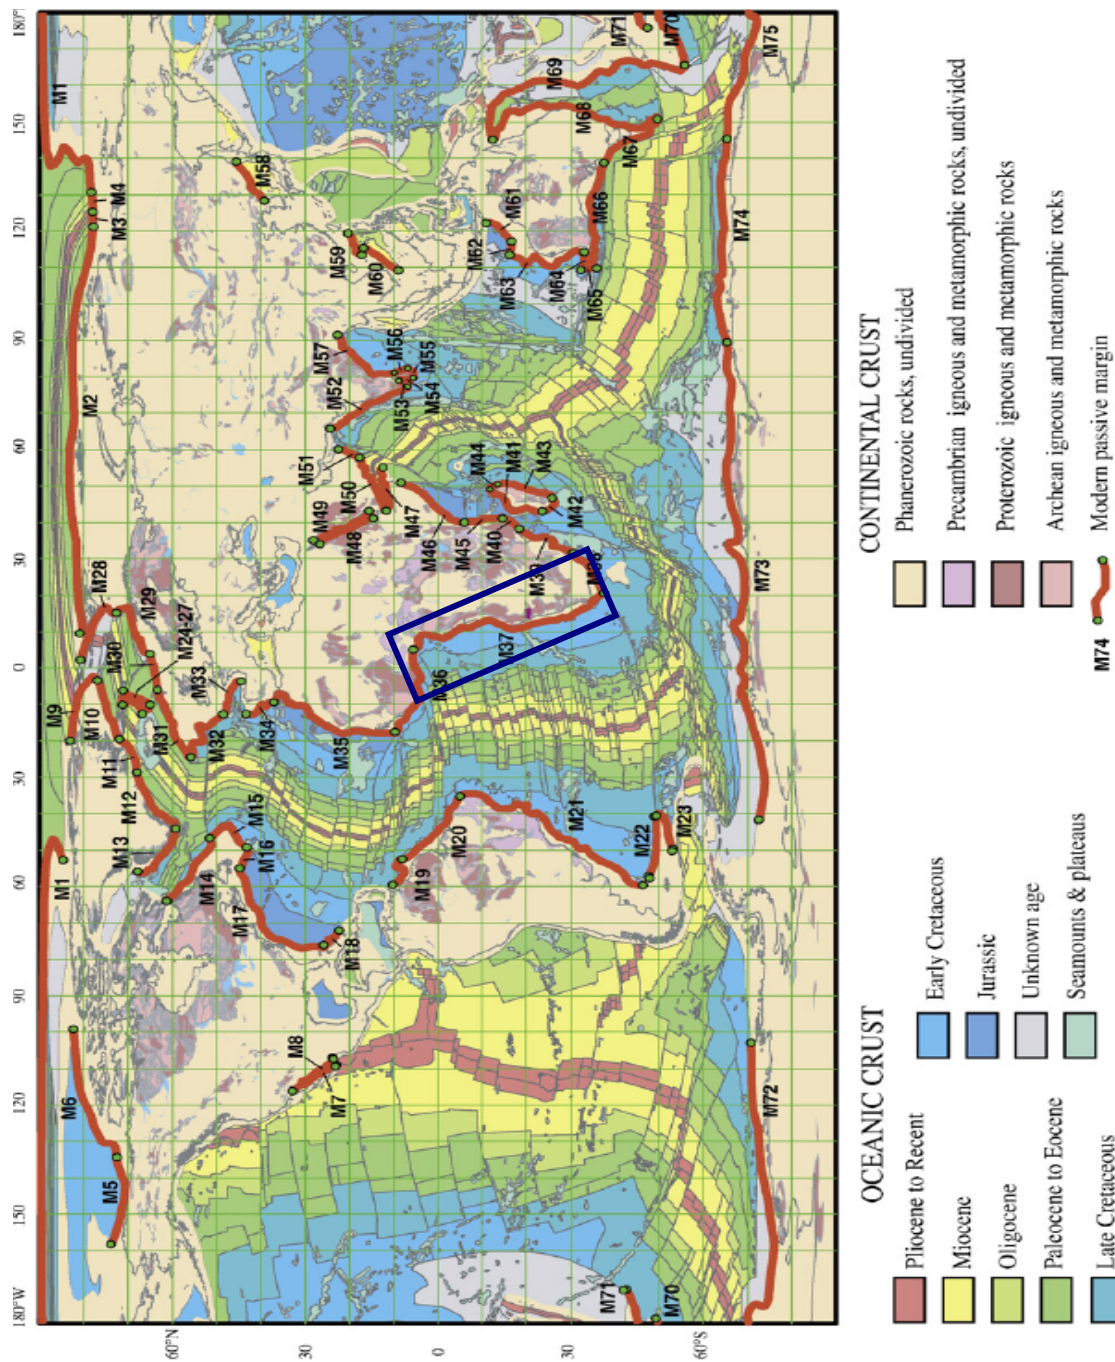 180°W
150
120
90
60
30
0
30
60
90
120
150
180°
60°N
0
30
60°S
M1
M5
M6
M1
M9
M2
M1
M3
M4
M10
M11
M12
M13
M14
M15
M16
M17
M18
M28
M29
M30
M24-27
M31
M32
M33
M34
M35
M7
M8
M19
M20
M21
M22
M23
M36
M37
M39
M40
M41
M42
M43
M44
M45
M46
M47
M48
M49
M50
M51
M52
M53
M54
M55
M56
M57
M58
M59
M60
M61
M62
M63
M64
M65
M66
M67
M68
M69
M71
M70
M71
M70
M72
M73
M74
M75
OCEANIC CRUST
Pliocene to Recent
Miocene
Oligocene
Paleocene to Eocene
Late Cretaceous
Early Cretaceous
Jurassic
Unknown age
Seamounts & plateaus
CONTINENTAL CRUST
Phanerozoic rocks, undivided
Precambrian igneous and metamorphic rocks, undivided
Poterozoic igneous and metamorphic rocks
Archean igneous and metamorphic rocks
M74
Modern passive margin